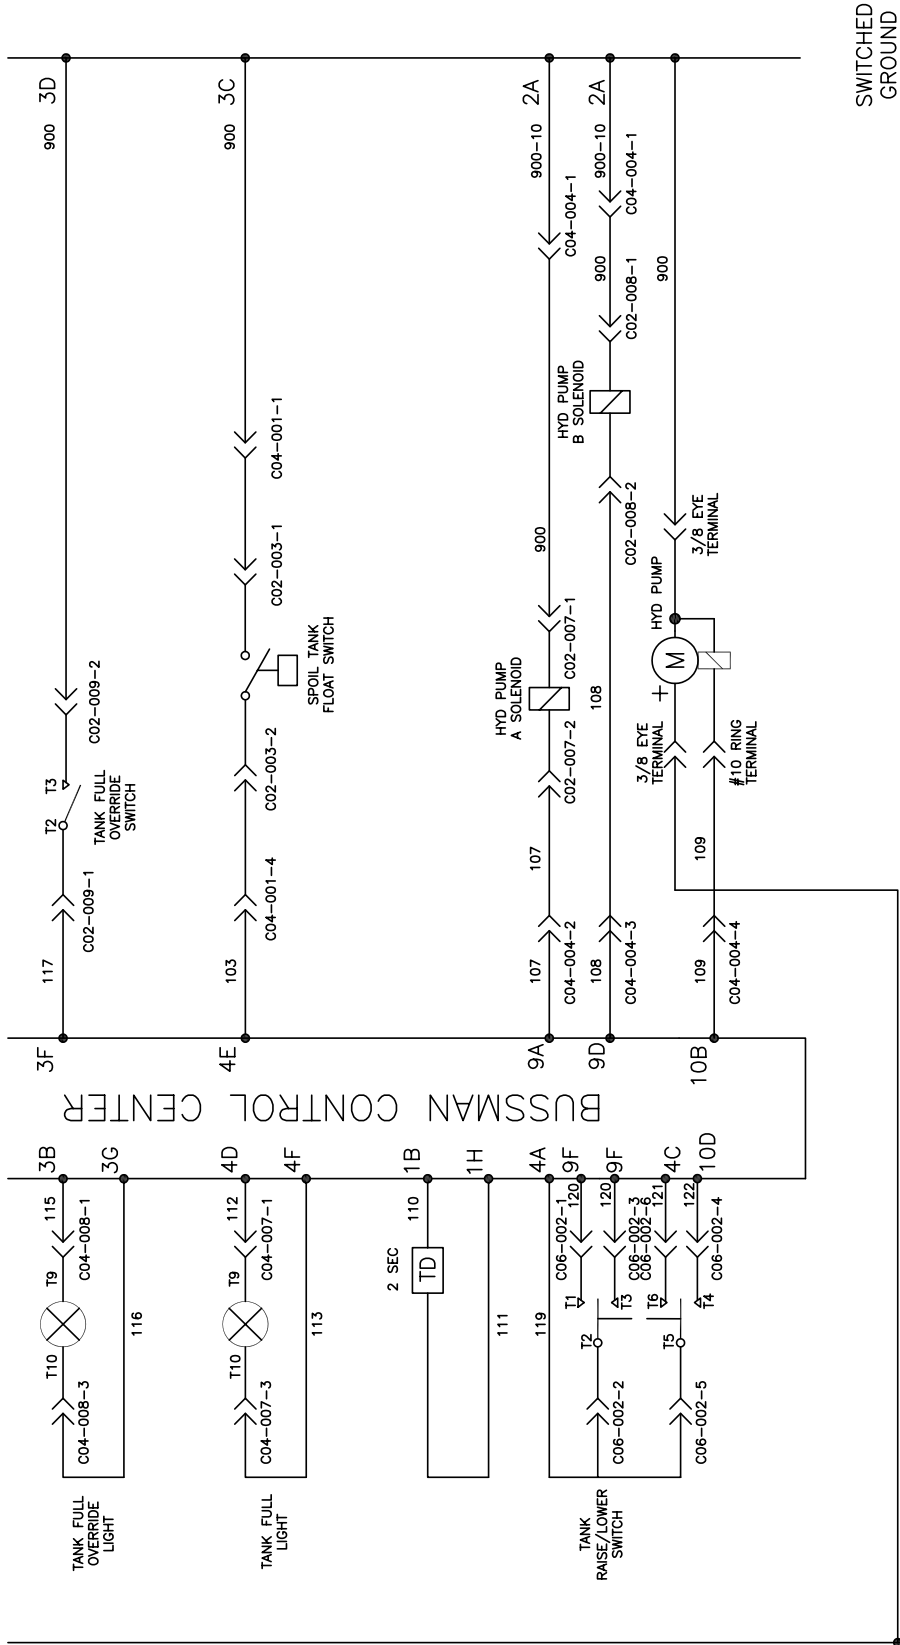 SWITCHED
GROUND
3D
900
C02-009-2
T3
T2
TANK FULL
OVERRIDE
SWITCH
C02-009-1
117
3F
3C
900
C04-001-1
C02-003-1
SPOIL TANK
FLOAT SWITCH
C02-003-2
C04-001-4
103
4E
2A
900-10
C04-004-1
900
C02-007-1
HYD PUMP
A SOLENOID
C02-007-2
107
107
C04-004-2
9A
2A
900-10
C04-004-1
900
C02-008-1
HYD PUMP
B SOLENOID
C02-008-2
108
108
C04-004-3
9D
900
3/8 EYE
TERMINAL
HYD PUMP
M
+
3/8 EYE
TERMINAL
#10 RING
TERMINAL
109
109
C04-004-4
10B
BUSSMAN CONTROL CENTER
3B
115
C04-008-1
T9
T10
C04-008-3
3G
116
TANK FULL
OVERRIDE
LIGHT
4D
112
C04-007-1
T9
T10
C04-007-3
4F
113
TANK FULL
LIGHT
1B
110
2 SEC
TD
1H
111
4A
119
9F
120
C06-002-1
T1
9F
120
C06-002-3
T3
T2
C06-002-2
4C
121
C06-002-6
T6
10D
122
C06-002-4
T4
T5
C06-002-5
TANK
RAISE/LOWER
SWITCH